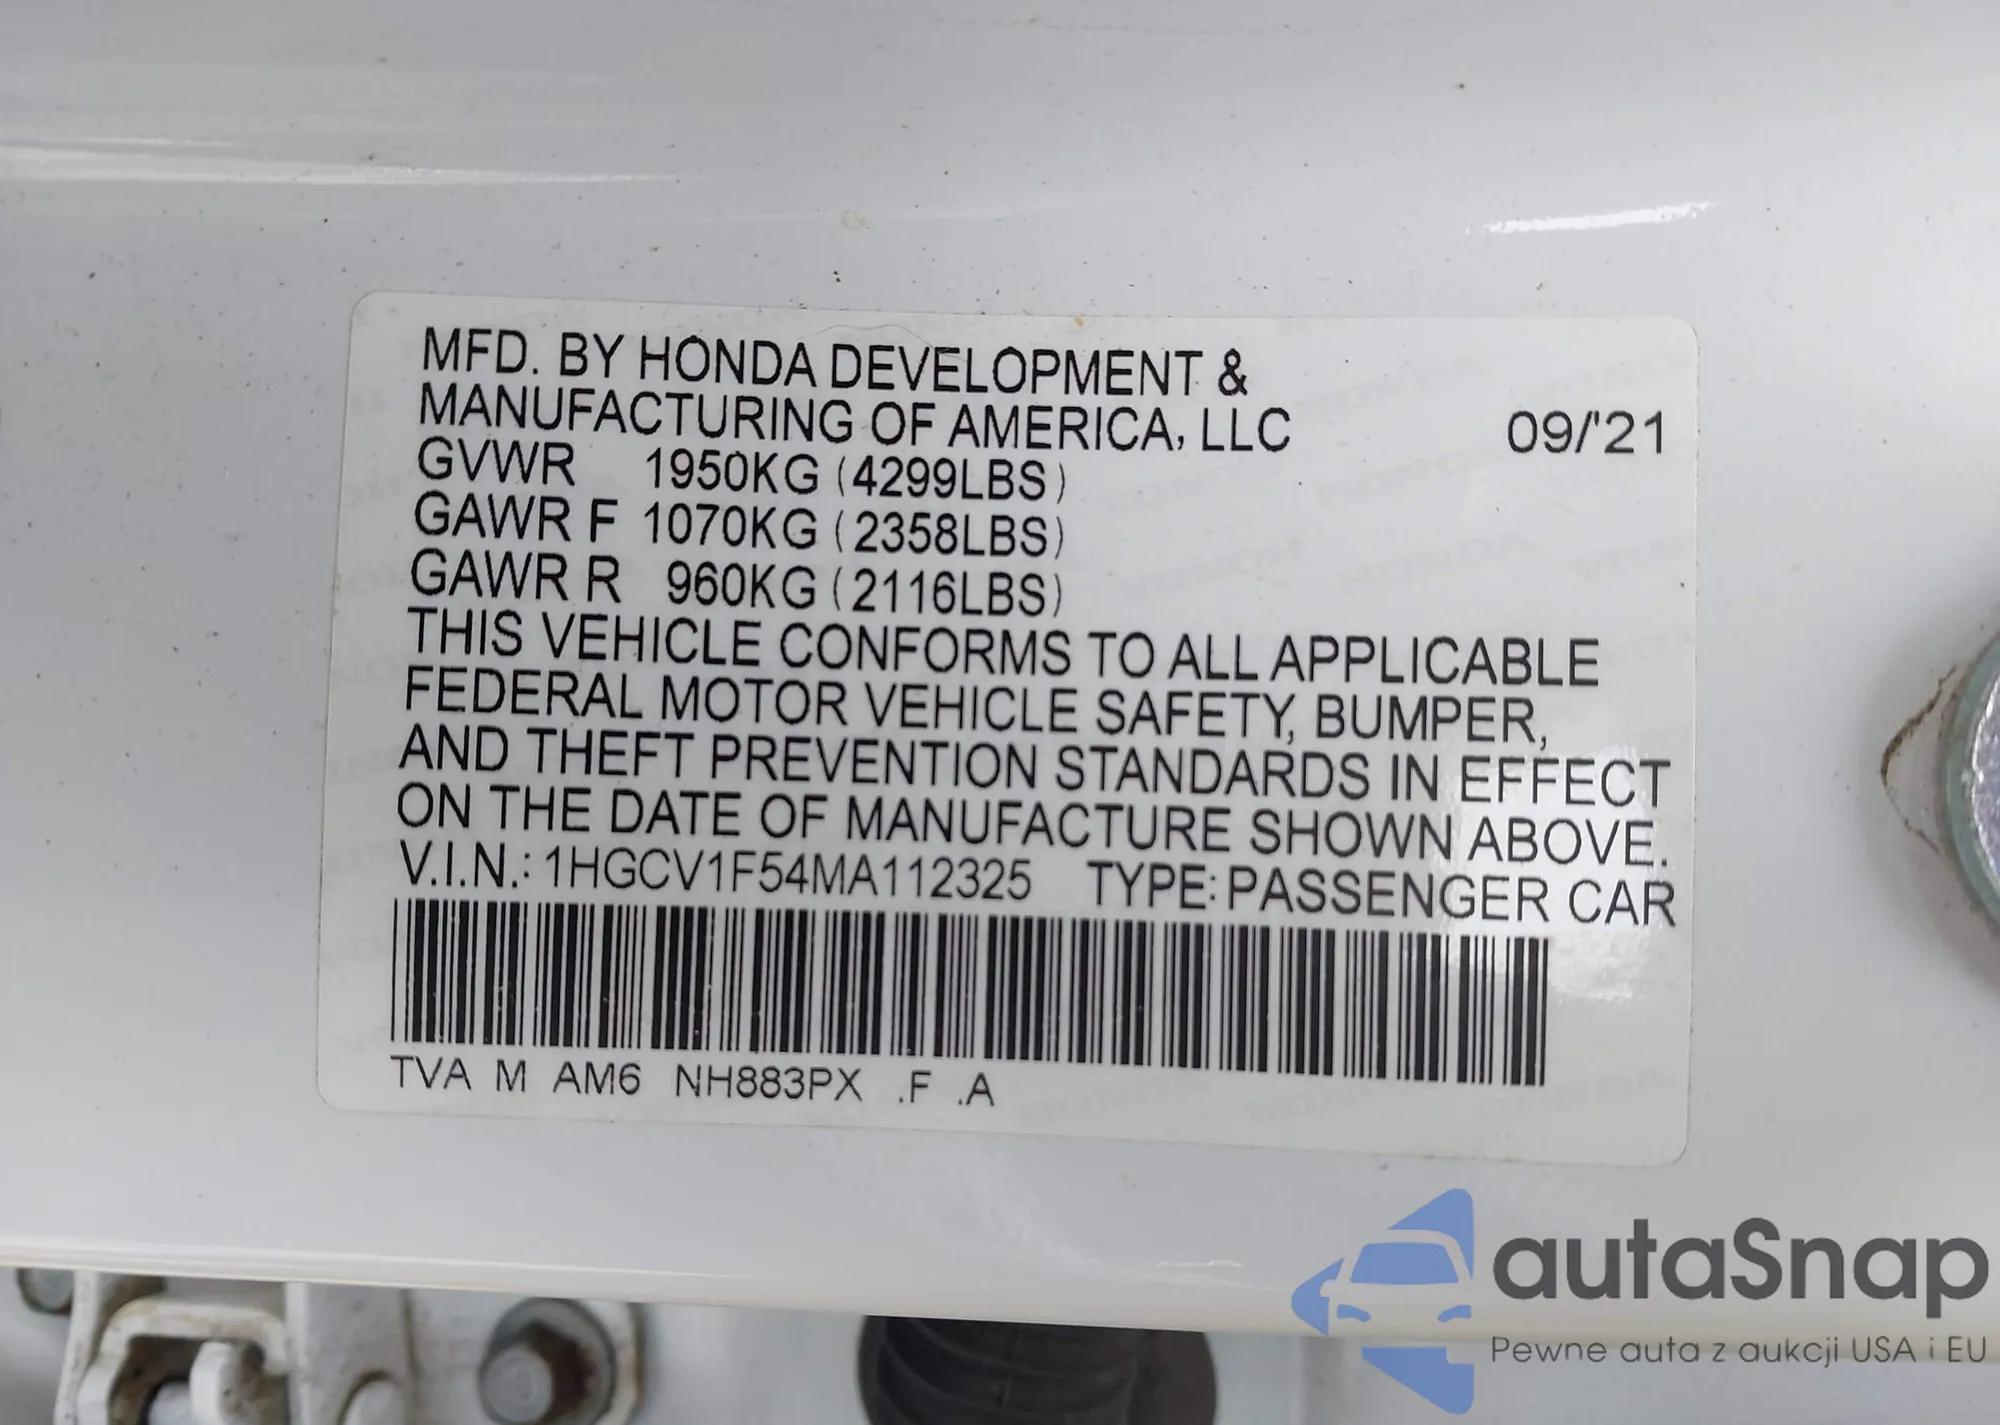 MFD. BY HONDA DEVELOPMENT &
MANUFACTURING OF AMERICA, LLC 09/'21
GVWR 1950KG (4299LBS)
GAWR F 1070KG (2358LBS)
GAWR R 960KG (2116LBS)
THIS VEHICLE CONFORMS TO ALL APPLICABLE
FEDERAL MOTOR VEHICLE SAFETY, BUMPER,
AND THEFT PREVENTION STANDARDS IN EFFECT
ON THE DATE OF MANUFACTURE SHOWN ABOVE.
V.I.N.: 1HGCV1F54MA112325 TYPE: PASSENGER CAR
TVA M AM6 NH883PX .F .A
autaSnap
Pewne auta z aukcji USA i EU